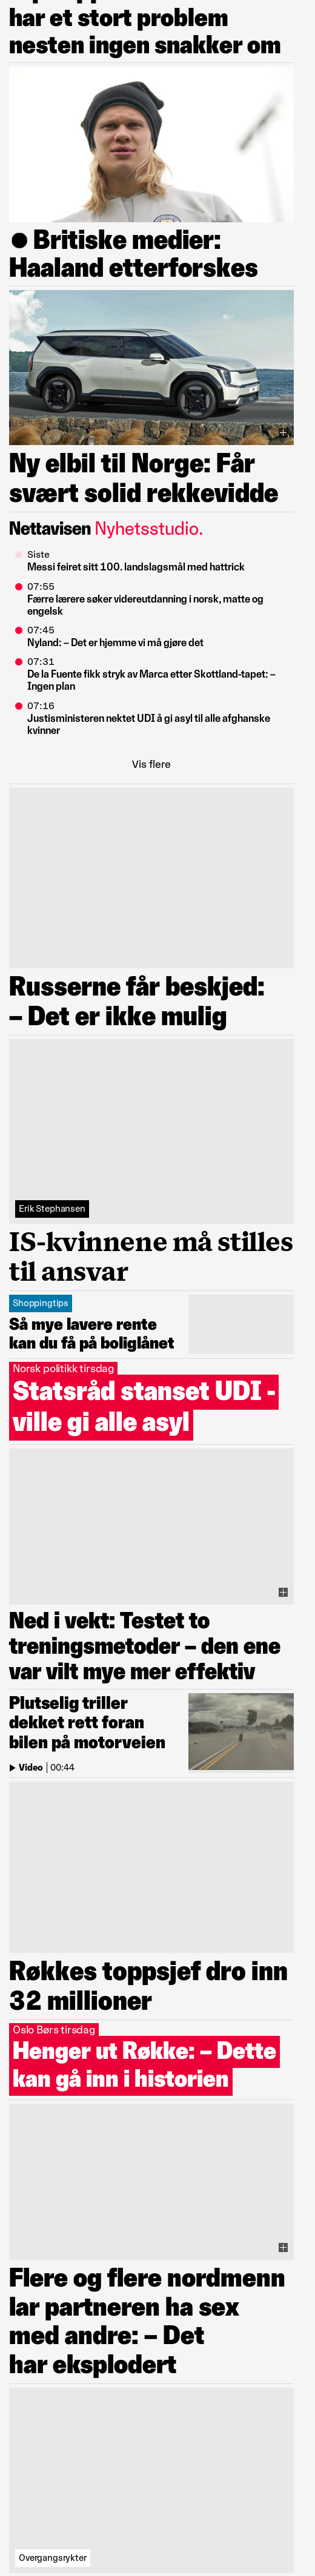 har et stort problem
nesten ingen snakker om
Britiske medier:
Haaland etterforskes
Ny elbil til Norge: Får
svært solid rekkevidde
Nettavisen Nyhetsstudio.
Siste
Messi feiret sitt 100. landslagsmål med hattrick
07:55
Færre lærere søker videreutdanning i norsk, matte og
engelsk
07:45
Nyland: – Det er hjemme vi må gjøre det
07:31
De la Fuente fikk stryk av Marca etter Skottland-tapet: –
Ingen plan
07:16
Justisministeren nektet UDI å gi asyl til alle afghanske
kvinner
Vis flere
Russerne får beskjed:
– Det er ikke mulig
Erik Stephansen
IS-kvinnene må stilles
til ansvar
Shoppingtips
Så mye lavere rente
kan du få på boliglånet
Norsk politikk tirsdag
Statsråd stanset UDI -
ville gi alle asyl
Ned i vekt: Testet to
treningsmetoder – den ene
var vilt mye mer effektiv
Plutselig triller
dekket rett foran
bilen på motorveien
Video | 00:44
Røkkes toppsjef dro inn
32 millioner
Oslo Børs tirsdag
Henger ut Røkke: – Dette
kan gå inn i historien
Flere og flere nordmenn
lar partneren ha sex
med andre: – Det
har eksplodert
Overgangsrykter